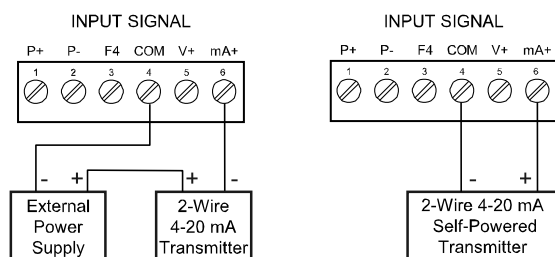 INPUT SIGNAL
P+ P- F4 COM V+ mA+
1 2 3 4 5 6
- + + -
External
Power
Supply
2-Wire
4-20 mA
Transmitter
INPUT SIGNAL
P+ P- F4 COM V+ mA+
1 2 3 4 5 6
- +
2-Wire 4-20 mA
Self-Powered
Transmitter